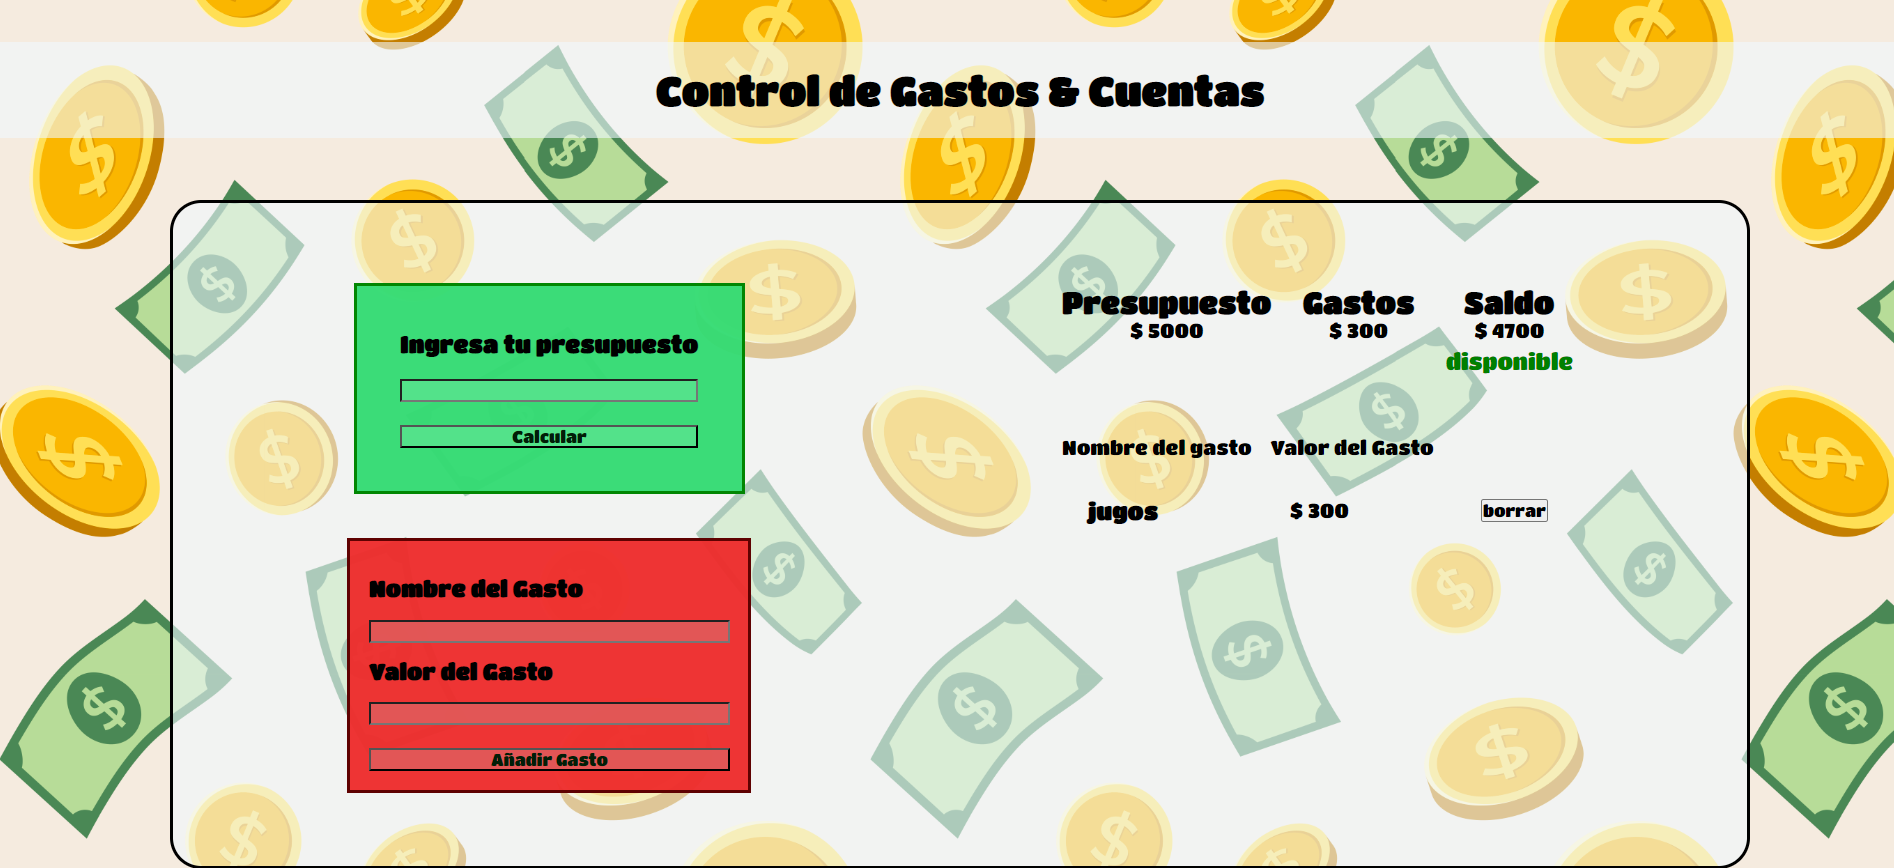 Control de Gastos & Cuentas
Ingresa tu presupuesto
Calcular
Nombre del Gasto
Valor del Gasto
Añadir Gasto
Presupuesto Gastos Saldo
$ 5000 $ 300 $ 4700
disponible
Nombre del gasto Valor del Gasto
jugos $ 300 borrar